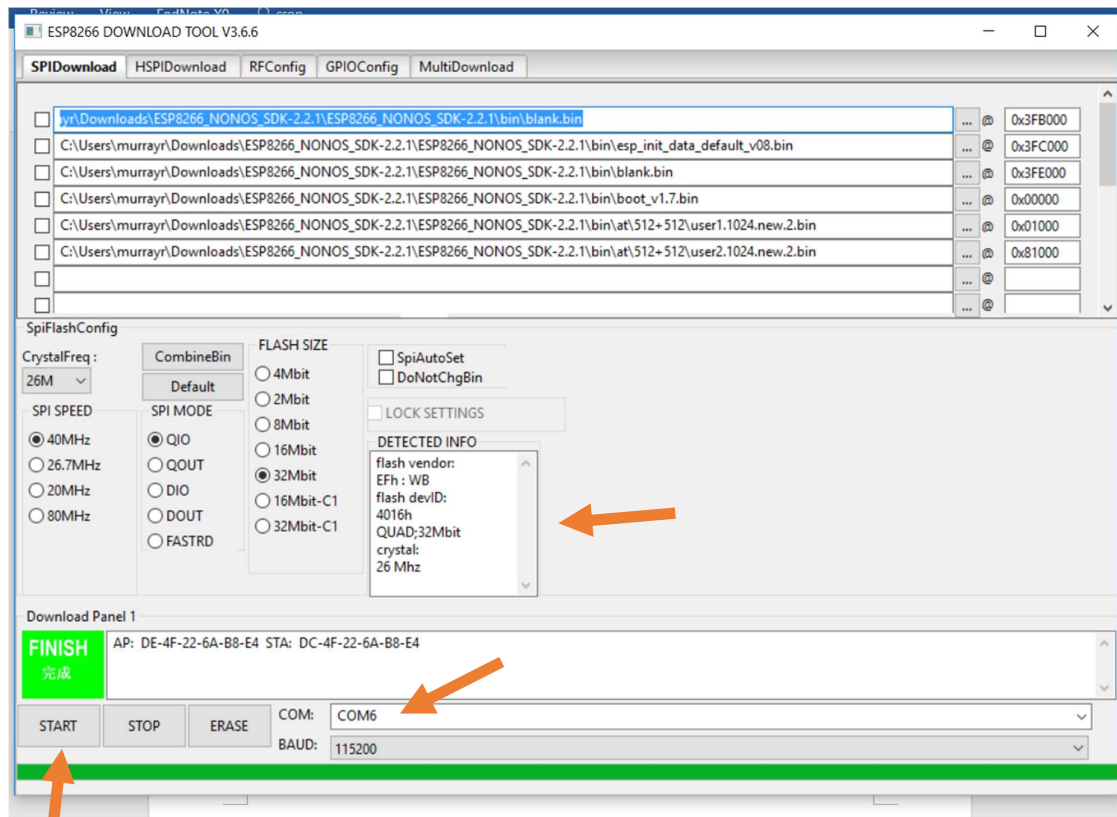 Review View EndNote X9 crop
ESP8266 DOWNLOAD TOOL V3.6.6
SPIDownload HSPIDownload RFConfig GPIOConfig MultiDownload
yr\Downloads\ESP8266_NONOS_SDK-2.2.1\ESP8266_NONOS_SDK-2.2.1\bin\blank.bin ... @ 0x3FB000
C:\Users\murrayr\Downloads\ESP8266_NONOS_SDK-2.2.1\ESP8266_NONOS_SDK-2.2.1\bin\esp_init_data_default_v08.bin ... @ 0x3FC000
C:\Users\murrayr\Downloads\ESP8266_NONOS_SDK-2.2.1\ESP8266_NONOS_SDK-2.2.1\bin\blank.bin ... @ 0x3FE000
C:\Users\murrayr\Downloads\ESP8266_NONOS_SDK-2.2.1\ESP8266_NONOS_SDK-2.2.1\bin\boot_v1.7.bin ... @ 0x00000
C:\Users\murrayr\Downloads\ESP8266_NONOS_SDK-2.2.1\ESP8266_NONOS_SDK-2.2.1\bin\at\512+512\user1.1024.new.2.bin ... @ 0x01000
C:\Users\murrayr\Downloads\ESP8266_NONOS_SDK-2.2.1\ESP8266_NONOS_SDK-2.2.1\bin\at\512+512\user2.1024.new.2.bin ... @ 0x81000
... @
... @
SpiFlashConfig
CrystalFreq :
26M
CombineBin
Default
SPI SPEED
40MHz
26.7MHz
20MHz
80MHz
SPI MODE
QIO
QOUT
DIO
DOUT
FASTRD
FLASH SIZE
4Mbit
2Mbit
8Mbit
16Mbit
32Mbit
16Mbit-C1
32Mbit-C1
SpiAutoSet
DoNotChgBin
LOCK SETTINGS
DETECTED INFO
flash vendor:
EFh : WB
flash devID:
4016h
QUAD;32Mbit
crystal:
26 Mhz
Download Panel 1
FINISH
完成
AP: DE-4F-22-6A-B8-E4 STA: DC-4F-22-6A-B8-E4
START STOP ERASE
COM: COM6
BAUD: 115200